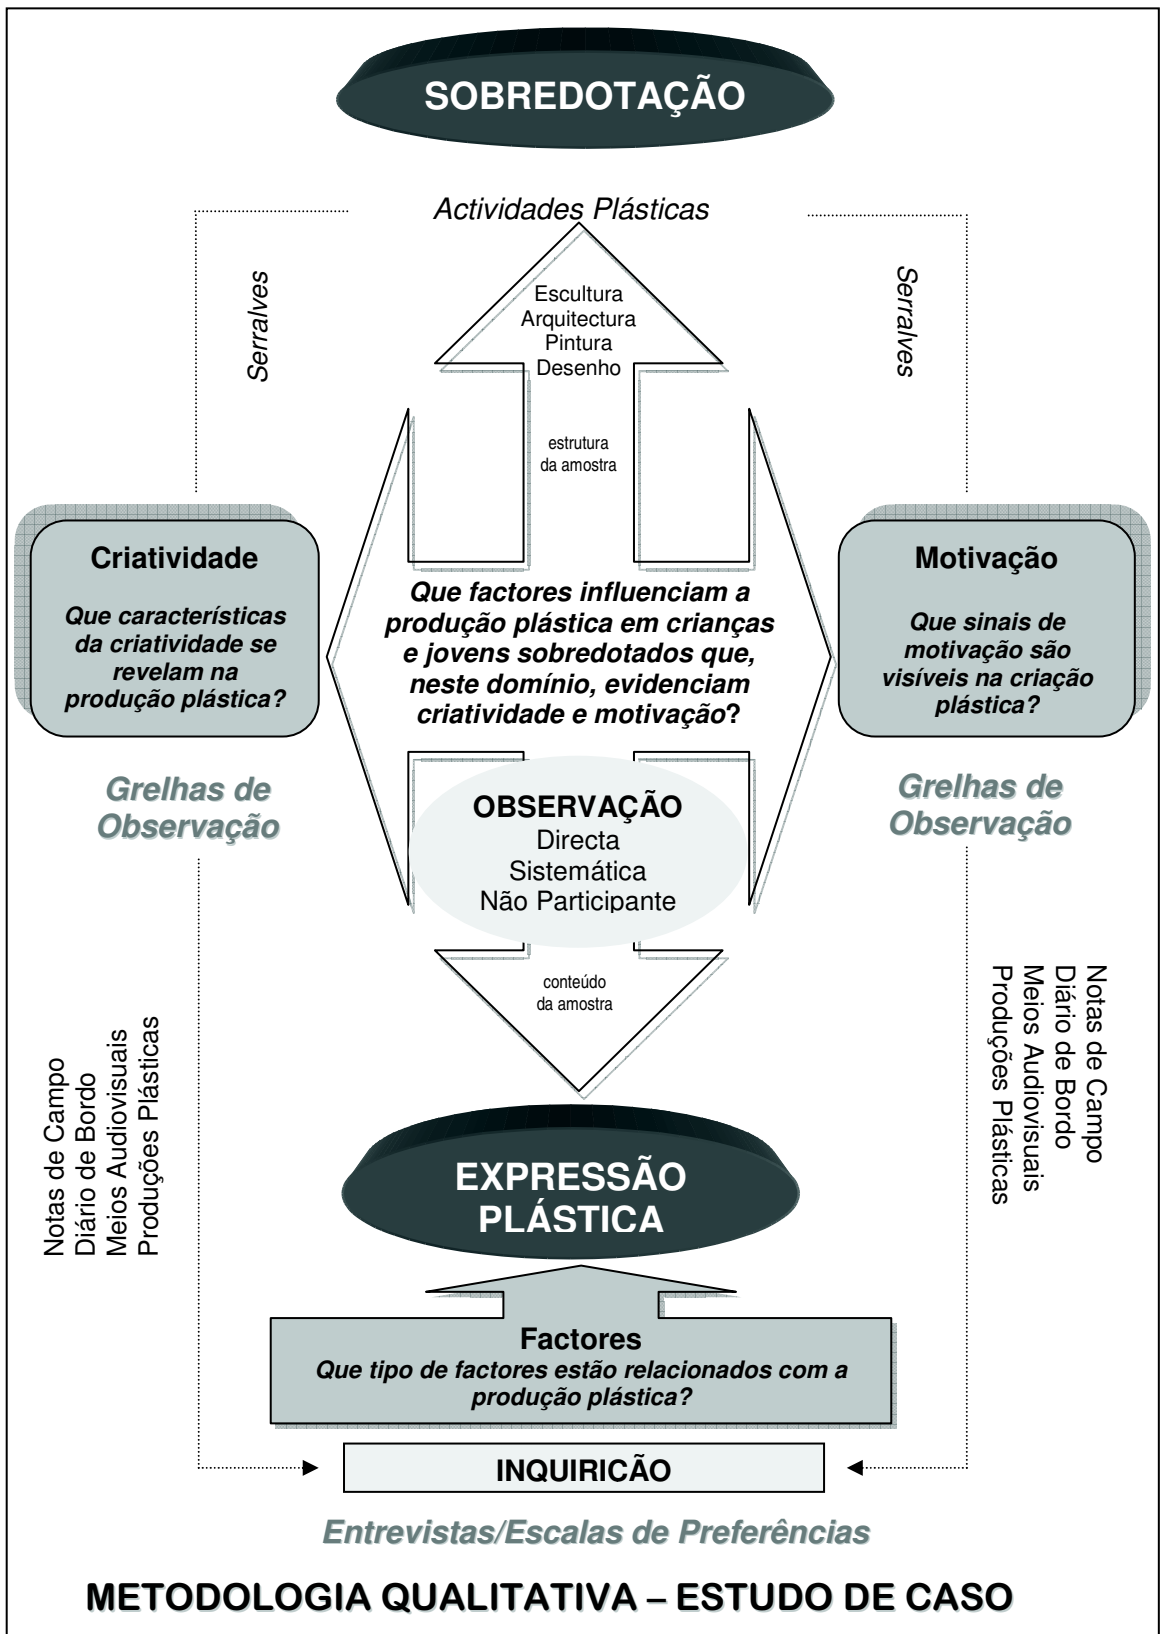 SOBREDOTAÇÃO
Actividades Plásticas
Serralves
Serralves
Escultura
Arquitectura
Pintura
Desenho
estrutura
da amostra
Criatividade
Que características
da criatividade se
revelam na
produção plástica?
Que factores influenciam a
produção plástica em crianças
e jovens sobredotados que,
neste domínio, evidenciam
criatividade e motivação?
Motivação
Que sinais de
motivação são
visíveis na criação
plástica?
Grelhas de
Observação
OBSERVAÇÃO
Directa
Sistemática
Não Participante
Grelhas de
Observação
conteúdo
da amostra
Notas de Campo
Diário de Bordo
Meios Audiovisuais
Produções Plásticas
Notas de Campo
Diário de Bordo
Meios Audiovisuais
Produções Plásticas
EXPRESSÃO
PLÁSTICA
Factores
Que tipo de factores estão relacionados com a
produção plástica?
INQUIRICÃO
Entrevistas/Escalas de Preferências
METODOLOGIA QUALITATIVA – ESTUDO DE CASO